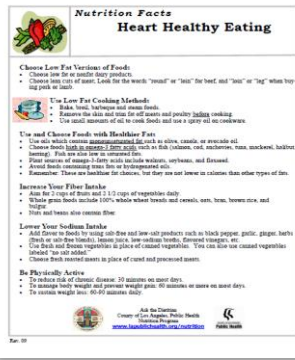 Nutrition Facts
Heart Healthy Eating
Choose Low Fat Versions of Foods
• Choose low fat or nonfat dairy products.
• Choose lean cuts of meat. Look for the words "round" or "loin" for beef, and "loin" or "leg" when buy-
ing pork or lamb.
Use Low Fat Cooking Methods
• Bake, broil, barbeque and steam foods.
• Remove the skin and trim fat off meats and poultry before cooking.
• Use small amounts of oil to cook foods and use a spray oil on cookware.
Use and Choose Foods with Healthier Fats
• Use oils which contain monounsaturated fat such as olive, canola, or avocado oil.
• Choose foods high in omega-3 fatty acids such as fish (salmon, cod, mackerel, tuna, halibut,
herring). Fish are also low in saturated fats.
• Plant sources of omega-3 fatty acids include walnuts, soybeans, and flaxseed.
• Avoid foods containing trans fats or hydrogenated oils.
• Remember: These are healthier fat choices, but they are not lower in calories than other types of fats.
Increase Your Fiber Intake
• Aim for 2 cups of fruits and 2 1/2 cups of vegetables daily.
• Whole grain foods include 100% whole wheat breads and cereals, oats, bran, brown rice, and
bulgur.
• Nuts and beans also contain fiber
Lower Your Sodium Intake
• Add flavor to foods by using salt-free and low-salt products such as black pepper, garlic, ginger, herbs
(fresh or salt-free blends), lemon juice, low-sodium broths, flavored vinegars, etc.
• Use fresh and frozen vegetables in place of canned vegetables. You can also use canned vegetables
labeled "no salt added."
• Choose fresh roasted meats in place of cured and processed meats.
Be Physically Active
• To reduce risk of chronic disease: 30 minutes on most days.
• To manage body weight and prevent weight gain: 60 minutes or more on most days.
• To sustain weight loss: 60-90 minutes daily.
Ask the Dietitian
County of Los Angeles, Public Health
Nutrition Program
www.lapublichealth.org/nutrition
Public Health
Rev. 09